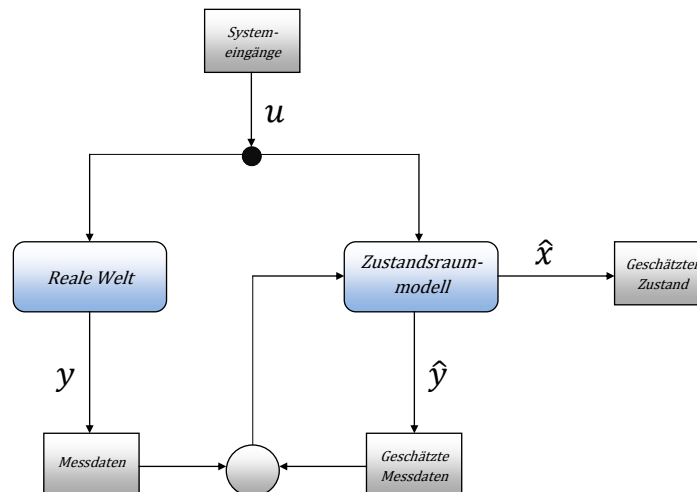 System-
eingänge
u
Reale Welt
Zustandsraum-
modell
x̂
Geschätzter
Zustand
y
ŷ
Messdaten
Geschätzte
Messdaten